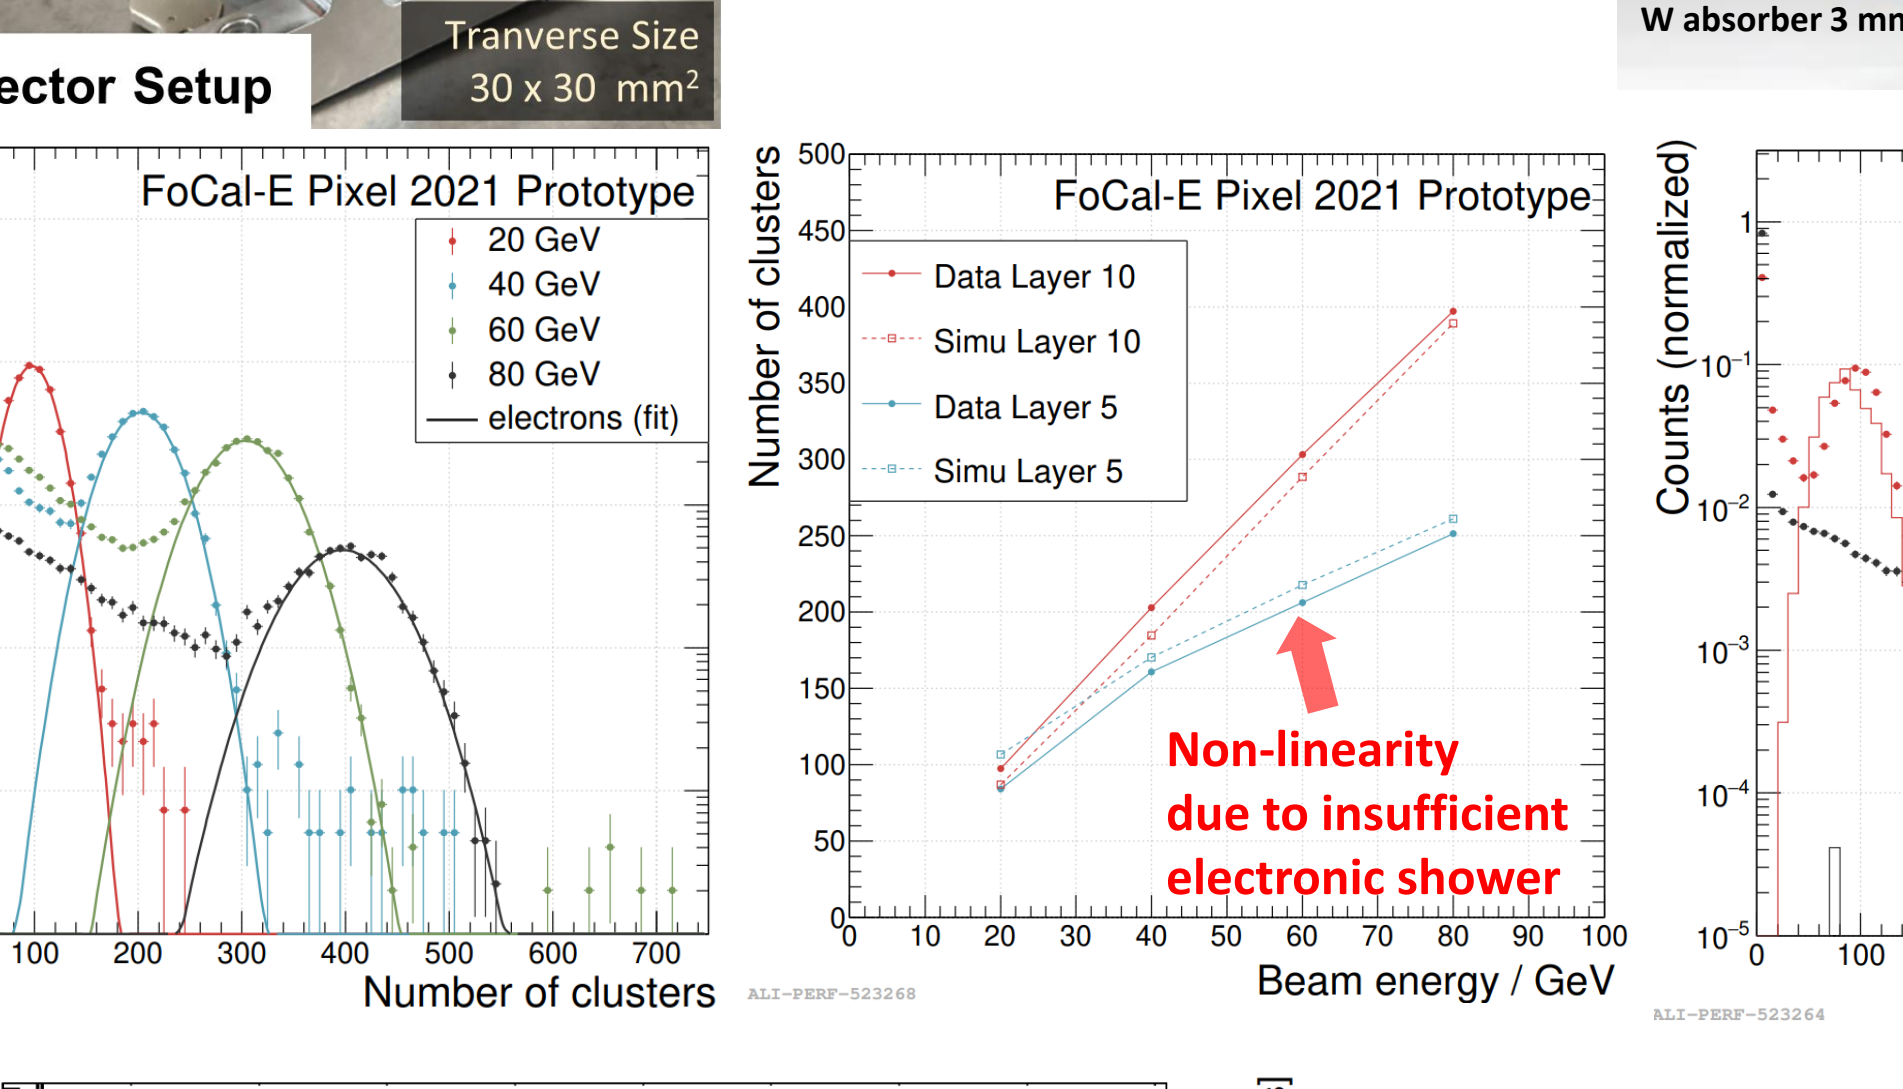 Tranverse Size
30 x 30 mm²
ector Setup
W absorber 3 mm
FoCal-E Pixel 2021 Prototype
20 GeV
40 GeV
60 GeV
80 GeV
electrons (fit)
100 200 300 400 500 600 700
Number of clusters
Number of clusters
500
450
400
350
300
250
200
150
100
50
0
FoCal-E Pixel 2021 Prototype
Data Layer 10
Simu Layer 10
Data Layer 5
Simu Layer 5
Non-linearity
due to insufficient
electronic shower
0 10 20 30 40 50 60 70 80 90 100
Beam energy / GeV
ALI-PERF-523268
Counts (normalized)
1
10⁻¹
10⁻²
10⁻³
10⁻⁴
10⁻⁵
0 100
ALI-PERF-523264